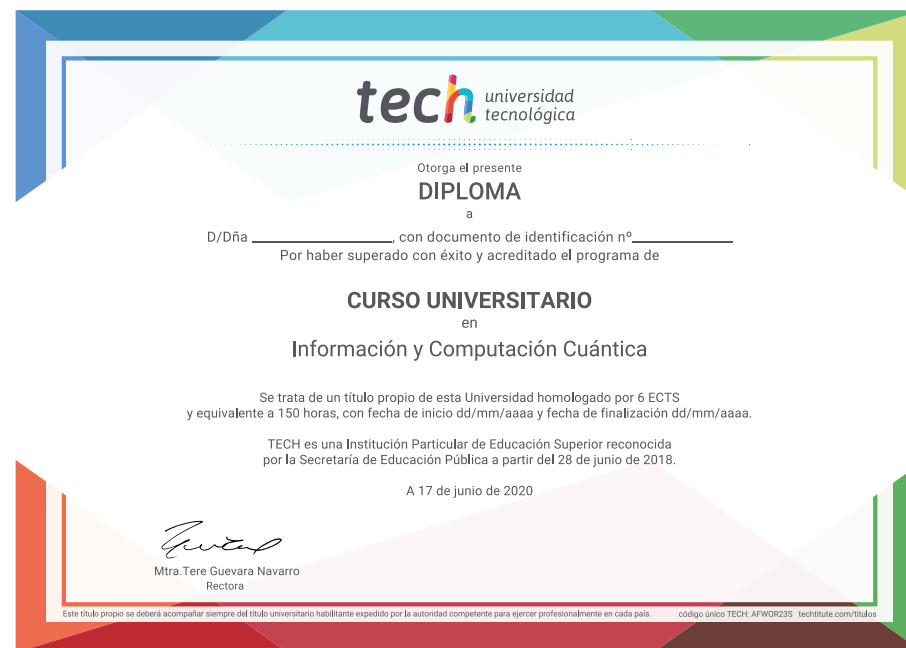 tech universidad
tecnológica
Otorga el presente
DIPLOMA
a
D/Dña ____________________, con documento de identificación nº______________
Por haber superado con éxito y acreditado el programa de
CURSO UNIVERSITARIO
en
Información y Computación Cuántica
Se trata de un título propio de esta Universidad homologado por 6 ECTS
y equivalente a 150 horas, con fecha de inicio dd/mm/aaaa y fecha de finalización dd/mm/aaaa.
TECH es una Institución Particular de Educación Superior reconocida
por la Secretaría de Educación Pública a partir del 28 de junio de 2018.
A 17 de junio de 2020
Mtra.Tere Guevara Navarro
Rectora
Este título propio se deberá acompañar siempre del título universitario habilitante expedido por la autoridad competente para ejercer profesionalmente en cada país. código único TECH: AFWOR23S techtitute.com/titulos